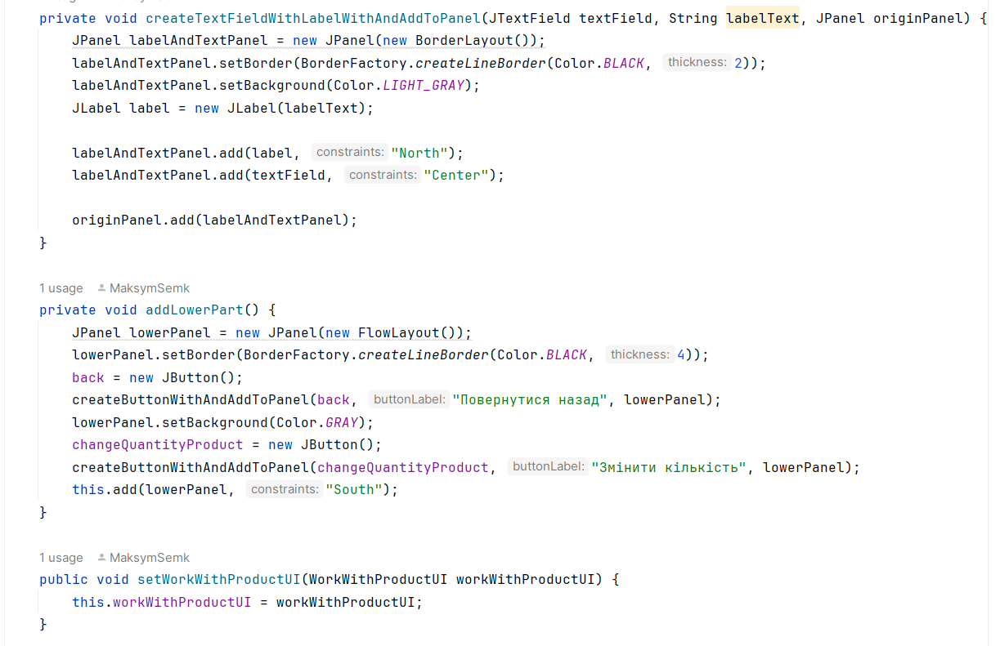 private void createTextFieldWithLabelWithAndAddToPanel(JTextField textField, String labelText, JPanel originPanel) {
JPanel labelAndTextPanel = new JPanel(new BorderLayout());
labelAndTextPanel.setBorder(BorderFactory.createLineBorder(Color.BLACK, thickness: 2));
labelAndTextPanel.setBackground(Color.LIGHT_GRAY);
JLabel label = new JLabel(labelText);
labelAndTextPanel.add(label, constraints: "North");
labelAndTextPanel.add(textField, constraints: "Center");
originPanel.add(labelAndTextPanel);
}
1 usage MaksymSemk
private void addLowerPart() {
JPanel lowerPanel = new JPanel(new FlowLayout());
lowerPanel.setBorder(BorderFactory.createLineBorder(Color.BLACK, thickness: 4));
back = new JButton();
createButtonWithAndAddToPanel(back, buttonLabel: "Повернутися назад", lowerPanel);
lowerPanel.setBackground(Color.GRAY);
changeQuantityProduct = new JButton();
createButtonWithAndAddToPanel(changeQuantityProduct, buttonLabel: "Змінити кількість", lowerPanel);
this.add(lowerPanel, constraints: "South");
}
1 usage MaksymSemk
public void setWorkWithProductUI(WorkWithProductUI workWithProductUI) {
this.workWithProductUI = workWithProductUI;
}